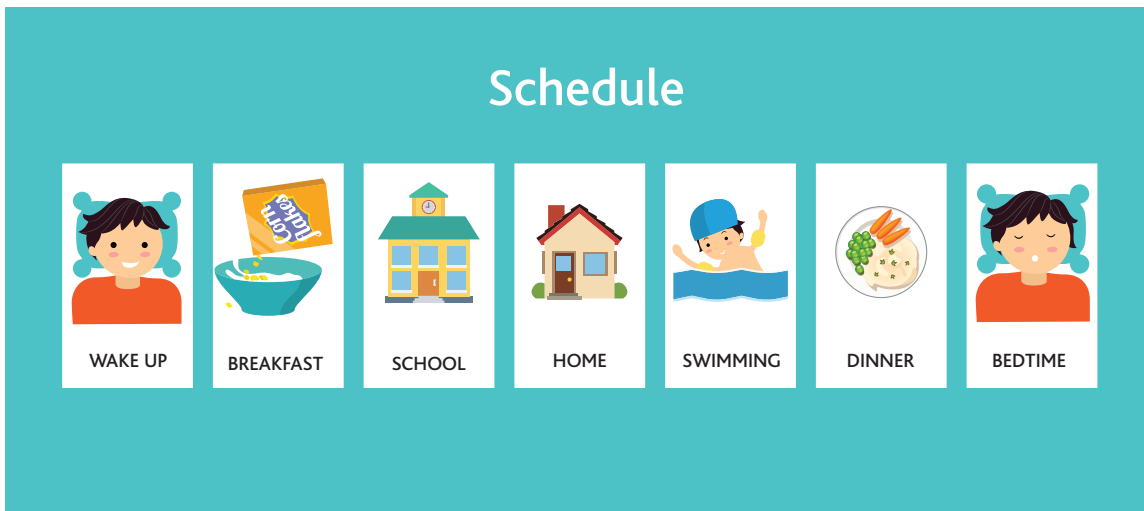 Schedule
Corn
flakes
WAKE UP
BREAKFAST
SCHOOL
HOME
SWIMMING
DINNER
BEDTIME